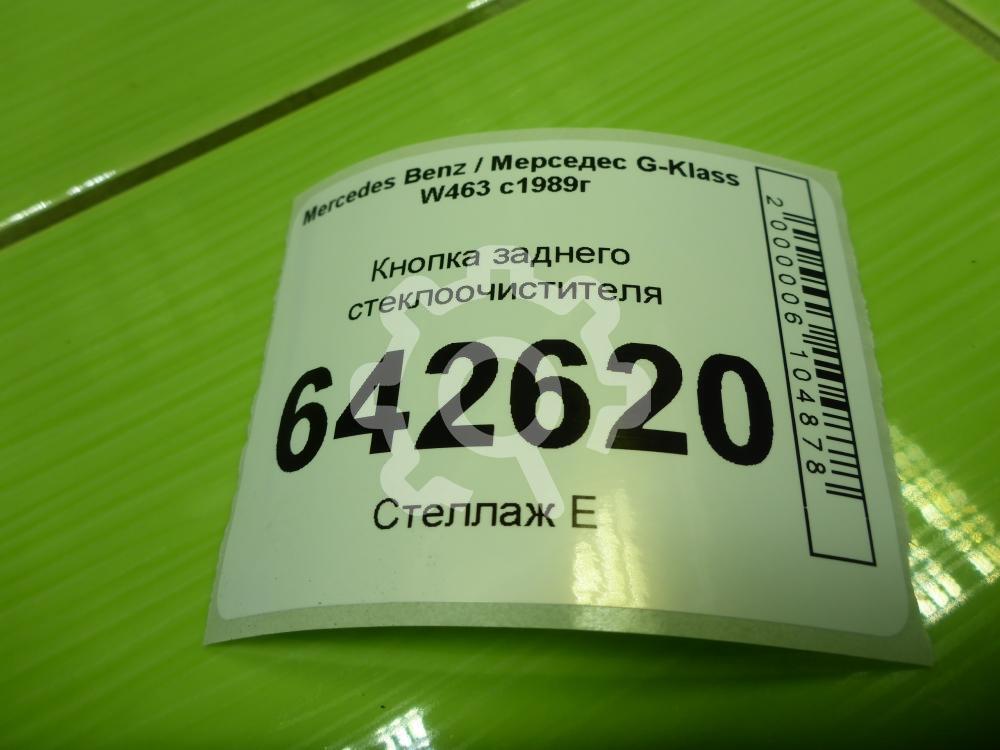 Mercedes Benz / Мерседес G-Klass
W463 с1989г
Кнопка заднего
стеклоочистителя
642620
Стеллаж Е
2000006104878